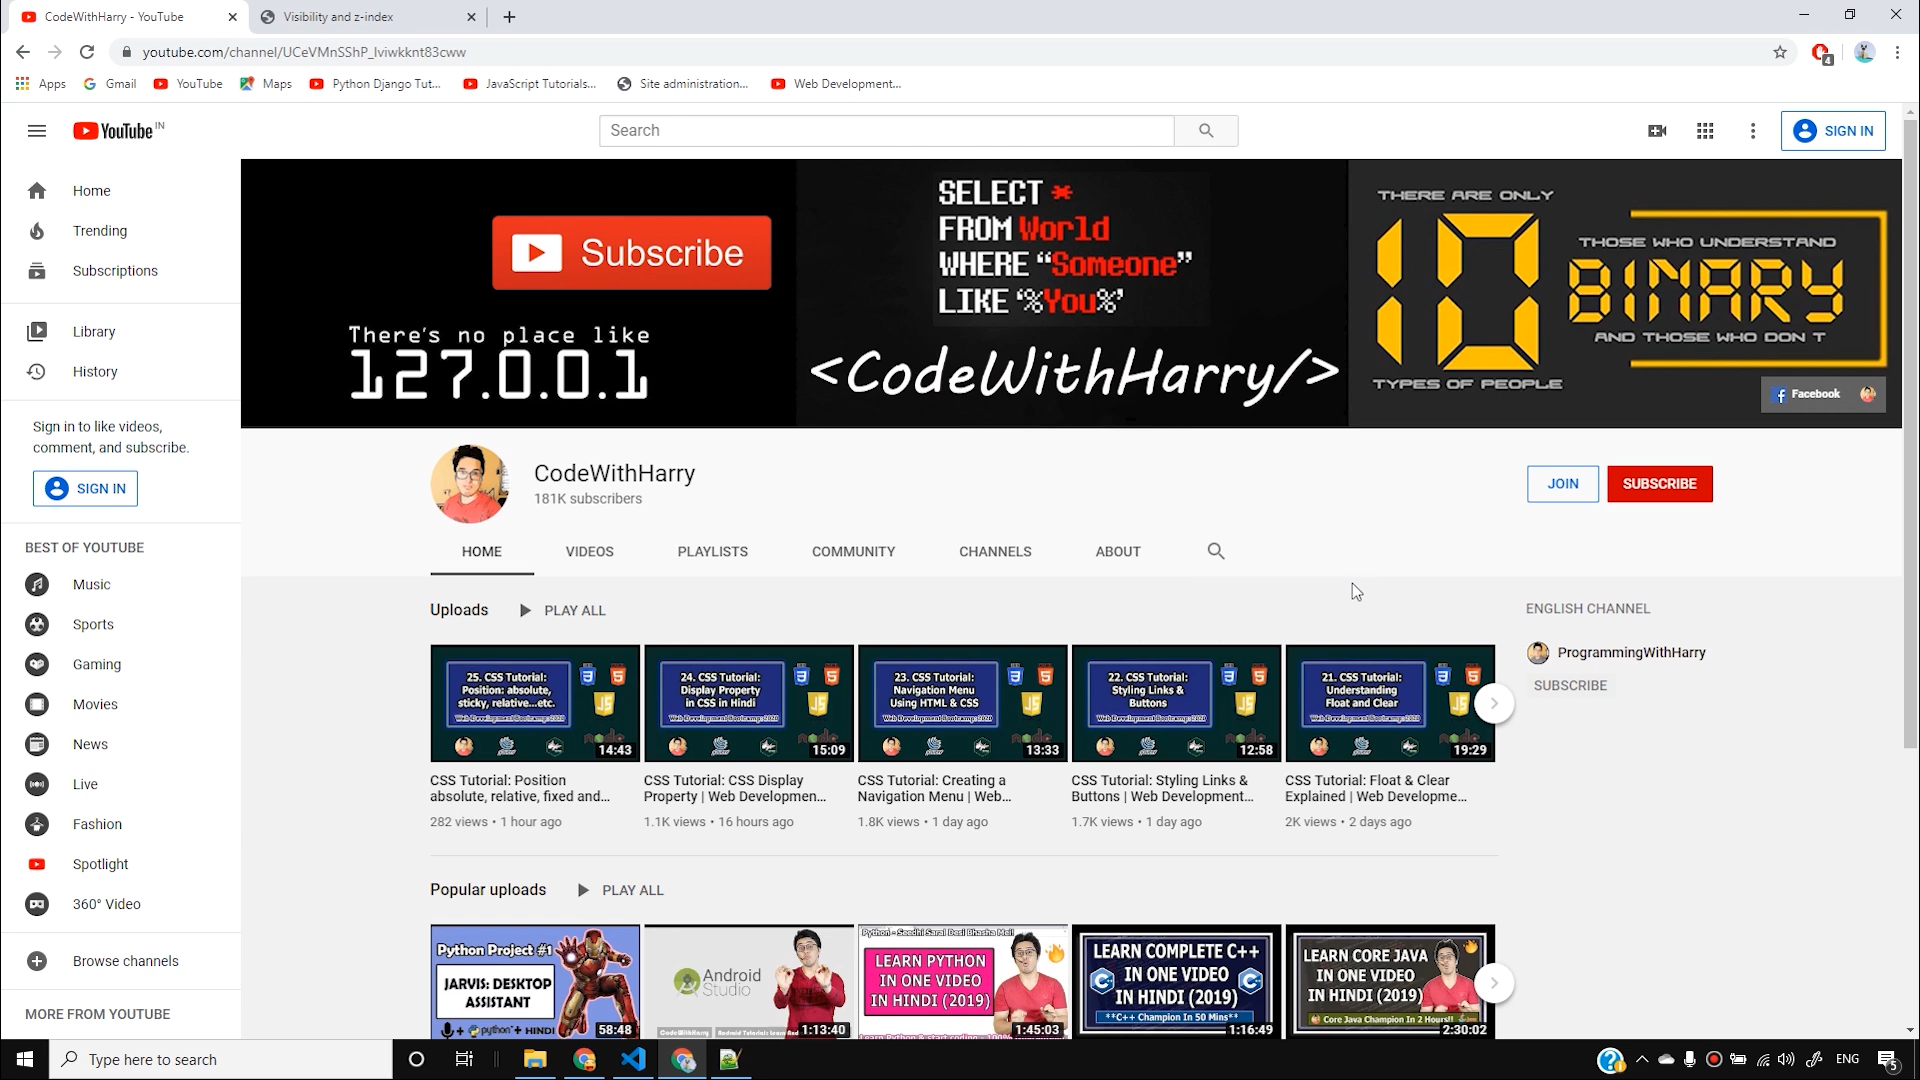 CodeWithHarry - YouTube
Visibility and z-index
youtube.com/channel/UCeVMnSShP_Iviwkknt83cww
4
Apps
Gmail
YouTube
Maps
Python Django Tut...
JavaScript Tutorials...
Site administration...
Web Development...
YouTube IN
Search
SIGN IN
Home
Trending
Subscriptions
Library
History
Sign in to like videos,
comment, and subscribe.
SIGN IN
BEST OF YOUTUBE
Music
Sports
Gaming
Movies
News
Live
Fashion
Spotlight
360° Video
Browse channels
MORE FROM YOUTUBE
Subscribe
There's no place like
127.0.0.1
SELECT *
FROM World
WHERE “Someone”
LIKE ‘%You%’
<CodeWithHarry/>
THERE ARE ONLY
10
TYPES OF PEOPLE
THOSE WHO UNDERSTAND
BINARY
AND THOSE WHO DON T
Facebook
CodeWithHarry
181K subscribers
JOIN
SUBSCRIBE
HOME
VIDEOS
PLAYLISTS
COMMUNITY
CHANNELS
ABOUT
Uploads
PLAY ALL
25. CSS Tutorial:
Position: absolute,
sticky, relative...etc.
Web Development Bootcamp: 2020
14:43
CSS Tutorial: Position
absolute, relative, fixed and...
282 views • 1 hour ago
24. CSS Tutorial:
Display Property
in CSS in Hindi
Web Development Bootcamp: 2020
15:09
CSS Tutorial: CSS Display
Property | Web Developmen...
1.1K views • 16 hours ago
23. CSS Tutorial:
Navigation Menu
Using HTML & CSS
Web Development Bootcamp: 2020
13:33
CSS Tutorial: Creating a
Navigation Menu | Web...
1.8K views • 1 day ago
22. CSS Tutorial:
Styling Links &
Buttons
Web Development Bootcamp: 2020
12:58
CSS Tutorial: Styling Links &
Buttons | Web Development...
1.7K views • 1 day ago
21. CSS Tutorial:
Understanding
Float and Clear
Web Development Bootcamp: 2020
19:29
CSS Tutorial: Float & Clear
Explained | Web Developme...
2K views • 2 days ago
ENGLISH CHANNEL
ProgrammingWithHarry
SUBSCRIBE
Popular uploads
PLAY ALL
Python Project #1
JARVIS: DESKTOP
ASSISTANT
+ python + HINDI
58:48
Android
Studio
CodeWithHarry
1:13:40
Python - Seedhi Saral Desi Bhasha Me!!
LEARN PYTHON
IN ONE VIDEO
IN HINDI (2019)
1:45:03
LEARN COMPLETE C++
IN ONE VIDEO
IN HINDI (2019)
**C++ Champion In 50 Mins**
1:16:49
LEARN CORE JAVA
IN ONE VIDEO
IN HINDI (2019)
Core Java Champion In 2 Hours!!
2:30:02
Type here to search
ENG
5